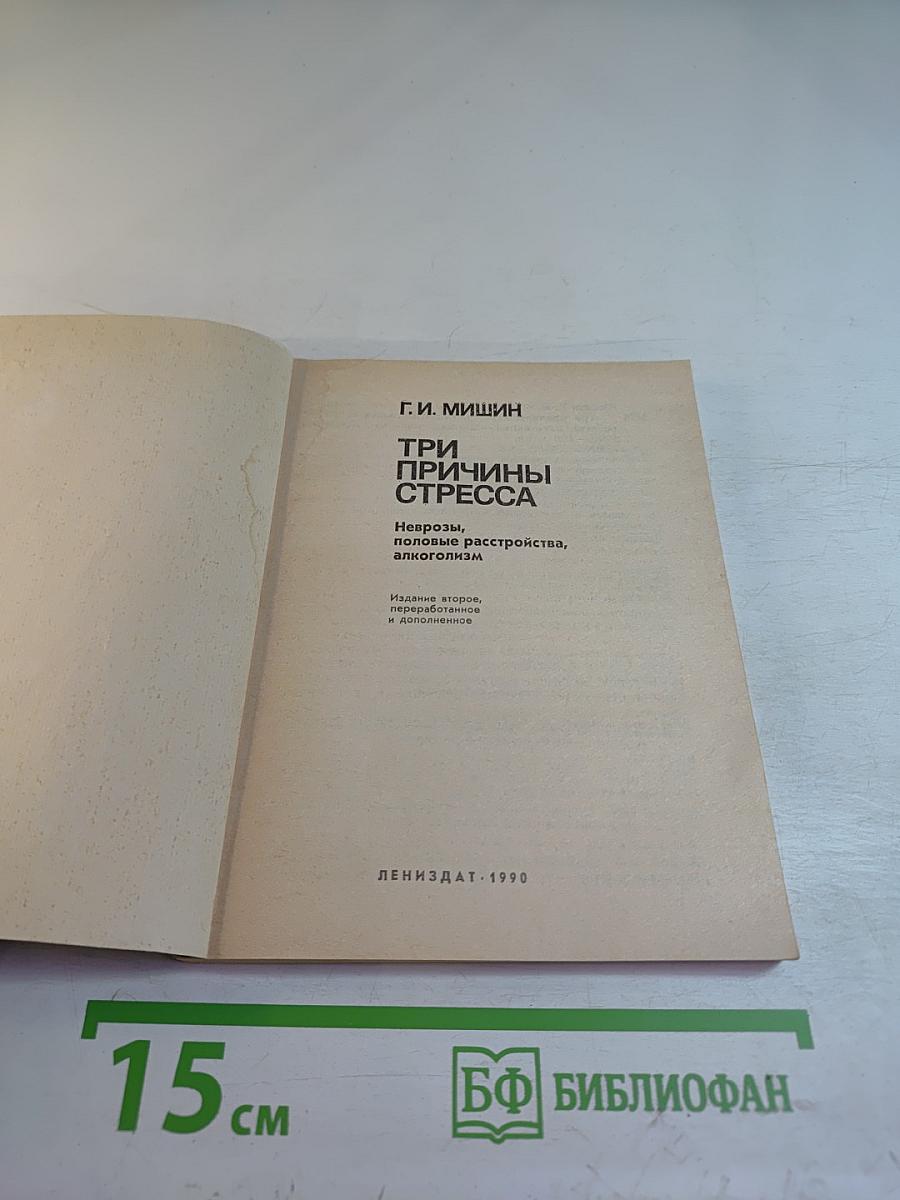 Г. И. МИШИН
ТРИ
ПРИЧИНЫ
СТРЕССА
Неврозы,
половые расстройства,
алкоголизм
Издание второе,
переработанное
и дополненное
ЛЕНИЗДАТ · 1990
15 см
БФ БИБЛИОФАН